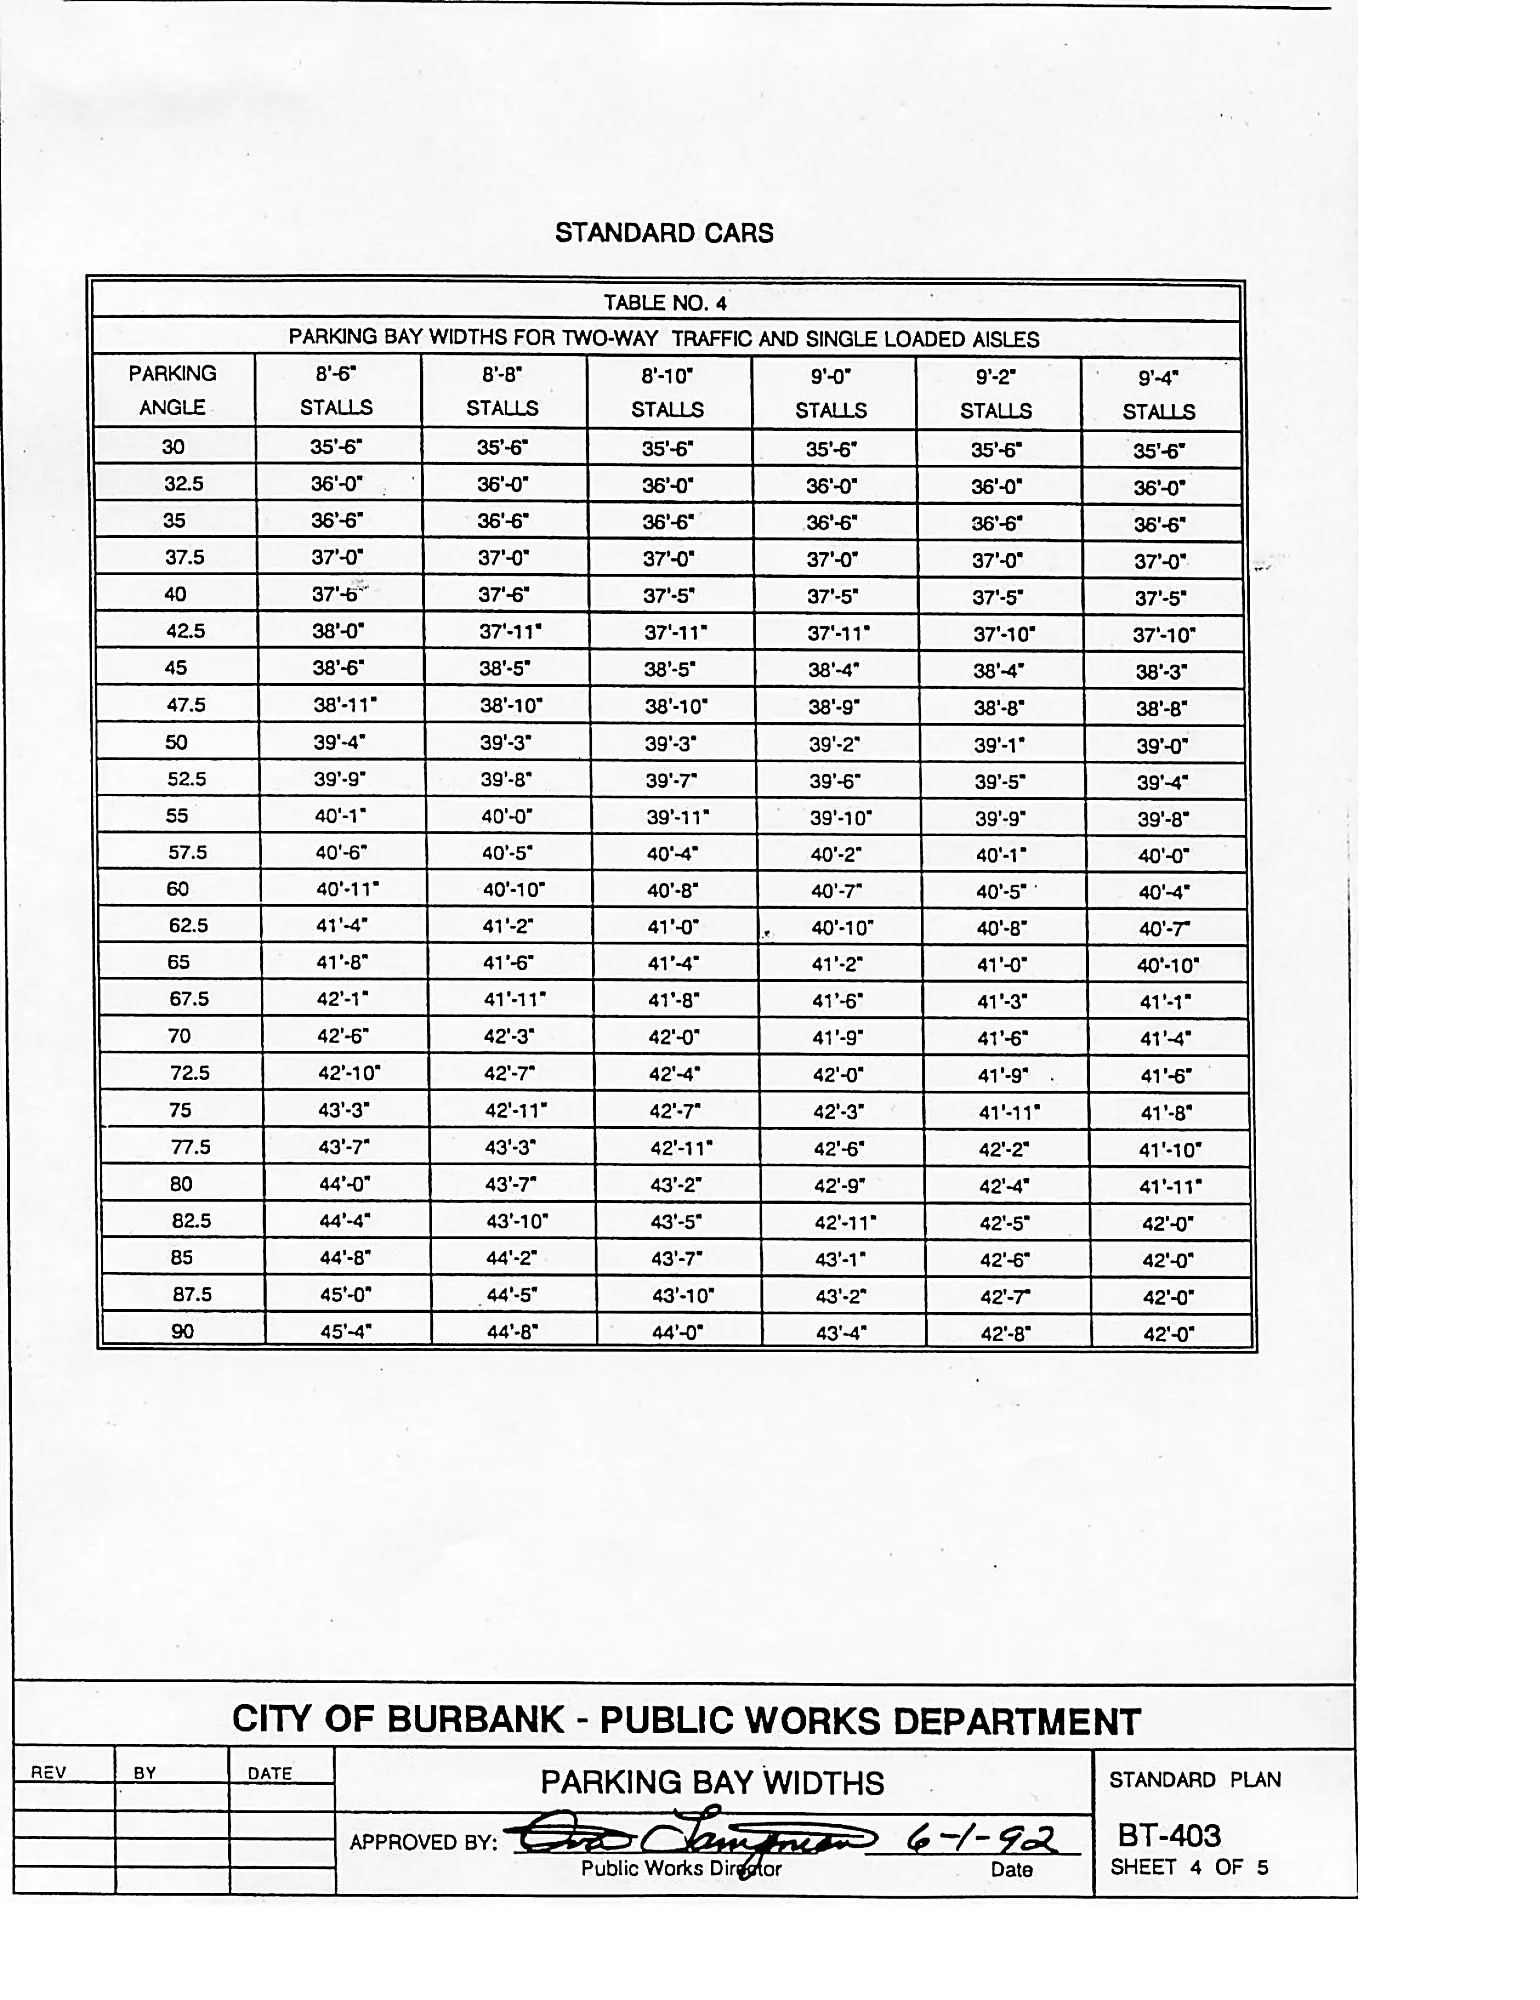 STANDARD CARS
TABLE NO. 4
PARKING BAY WIDTHS FOR TWO-WAY TRAFFIC AND SINGLE LOADED AISLES
PARKING 8'-6" 8'-8" 8'-10" 9'-0" 9'-2" 9'-4"
ANGLE STALLS STALLS STALLS STALLS STALLS STALLS
30 35'-6" 35'-6" 35'-6" 35'-6" 35'-6" 35'-6"
32.5 36'-0" 36'-0" 36'-0" 36'-0" 36'-0" 36'-0"
35 36'-6" 36'-6" 36'-6" 36'-6" 36'-6" 36'-6"
37.5 37'-0" 37'-0" 37'-0" 37'-0" 37'-0" 37'-0"
40 37'-6" 37'-6" 37'-5" 37'-5" 37'-5" 37'-5"
42.5 38'-0" 37'-11" 37'-11" 37'-11" 37'-10" 37'-10"
45 38'-6" 38'-5" 38'-5" 38'-4" 38'-4" 38'-3"
47.5 38'-11" 38'-10" 38'-10" 38'-9" 38'-8" 38'-8"
50 39'-4" 39'-3" 39'-3" 39'-2" 39'-1" 39'-0"
52.5 39'-9" 39'-8" 39'-7" 39'-6" 39'-5" 39'-4"
55 40'-1" 40'-0" 39'-11" 39'-10" 39'-9" 39'-8"
57.5 40'-6" 40'-5" 40'-4" 40'-2" 40'-1" 40'-0"
60 40'-11" 40'-10" 40'-8" 40'-7" 40'-5" 40'-4"
62.5 41'-4" 41'-2" 41'-0" 40'-10" 40'-8" 40'-7"
65 41'-8" 41'-6" 41'-4" 41'-2" 41'-0" 40'-10"
67.5 42'-1" 41'-11" 41'-8" 41'-6" 41'-3" 41'-1"
70 42'-6" 42'-3" 42'-0" 41'-9" 41'-6" 41'-4"
72.5 42'-10" 42'-7" 42'-4" 42'-0" 41'-9" 41'-6"
75 43'-3" 42'-11" 42'-7" 42'-3" 41'-11" 41'-8"
77.5 43'-7" 43'-3" 42'-11" 42'-6" 42'-2" 41'-10"
80 44'-0" 43'-7" 43'-2" 42'-9" 42'-4" 41'-11"
82.5 44'-4" 43'-10" 43'-5" 42'-11" 42'-5" 42'-0"
85 44'-8" 44'-2" 43'-7" 43'-1" 42'-6" 42'-0"
87.5 45'-0" 44'-5" 43'-10" 43'-2" 42'-7" 42'-0"
90 45'-4" 44'-8" 44'-0" 43'-4" 42'-8" 42'-0"
CITY OF BURBANK - PUBLIC WORKS DEPARTMENT
REV BY DATE
PARKING BAY WIDTHS
APPROVED BY: 6-1-92
Public Works Director Date
STANDARD PLAN
BT-403
SHEET 4 OF 5